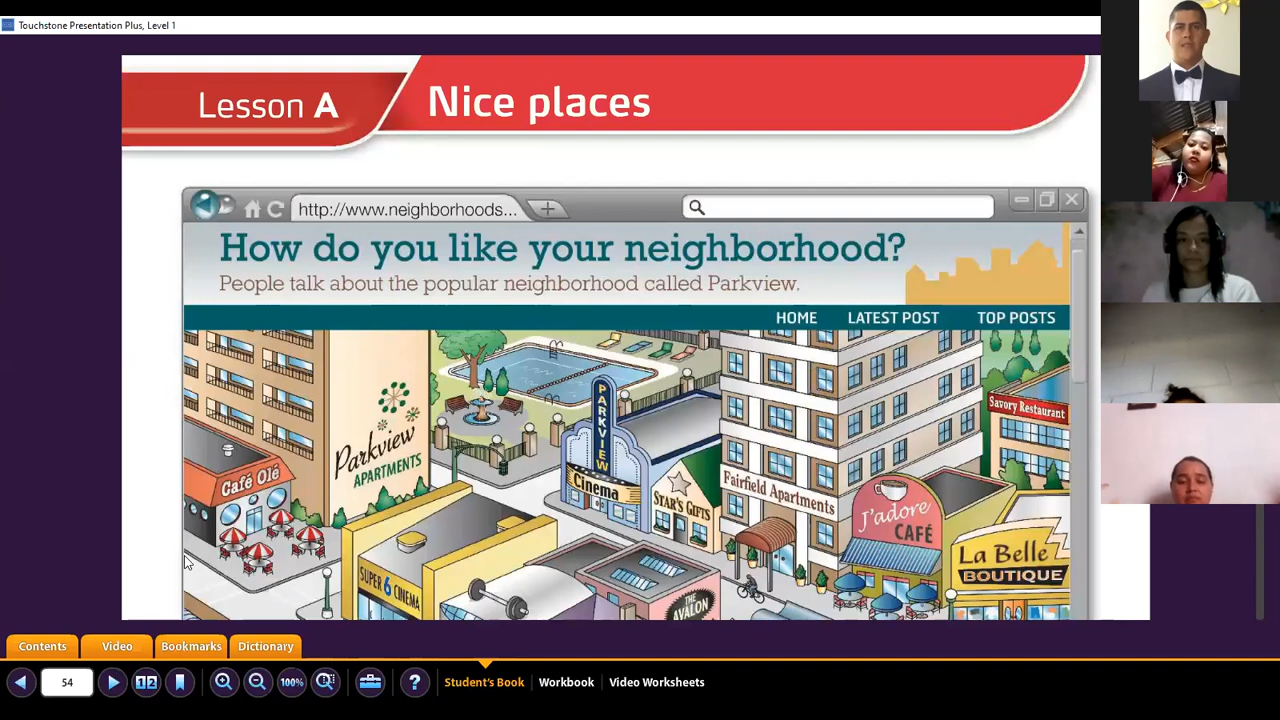 Touchstone Presentation Plus, Level 1
Lesson A
Nice places
http://www.neighborhoods...
How do you like your neighborhood?
People talk about the popular neighborhood called Parkview.
HOME LATEST POST TOP POSTS
Parkview
APARTMENTS
PARKVIEW
Cinema
STAR'S GIFTS
Fairfield Apartments
Savory Restaurant
Café Olé
J'adore
CAFÉ
La Belle
BOUTIQUE
SUPER 6 CINEMA
THE
AVALON
Contents Video Bookmarks Dictionary
54 12 100% ? Student's Book Workbook Video Worksheets